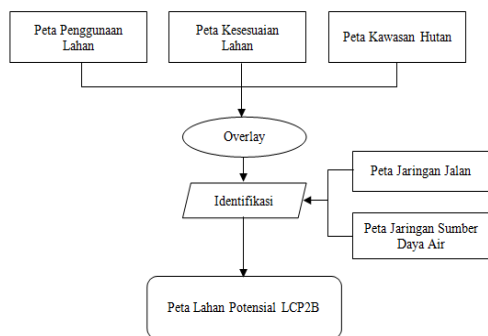 Peta Penggunaan
Lahan
Peta Kesesuaian
Lahan
Peta Kawasan Hutan
Overlay
Peta Jaringan Jalan
Identifikasi
Peta Jaringan Sumber
Daya Air
Peta Lahan Potensial LCP2B